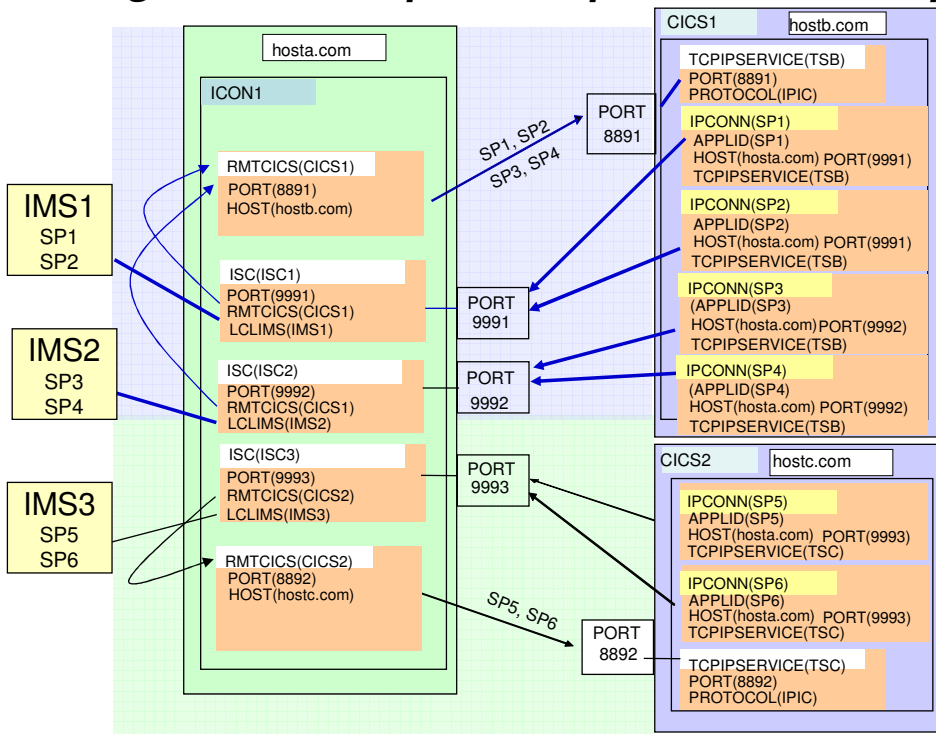 hosta.com
ICON1
RMTCICS(CICS1)
PORT(8891)
HOST(hostb.com)
ISC(ISC1)
PORT(9991)
RMTCICS(CICS1)
LCLIMS(IMS1)
ISC(ISC2)
PORT(9992)
RMTCICS(CICS1)
LCLIMS(IMS2)
ISC(ISC3)
PORT(9993)
RMTCICS(CICS2)
LCLIMS(IMS3)
RMTCICS(CICS2)
PORT(8892)
HOST(hostc.com)
IMS1
SP1
SP2
IMS2
SP3
SP4
IMS3
SP5
SP6
SP1, SP2
SP3, SP4
PORT
8891
PORT
9991
PORT
9992
PORT
9993
SP5, SP6
PORT
8892
CICS1
hostb.com
TCPIPSERVICE(TSB)
PORT(8891)
PROTOCOL(IPIC)
IPCONN(SP1)
APPLID(SP1)
HOST(hosta.com) PORT(9991)
TCPIPSERVICE(TSB)
IPCONN(SP2)
APPLID(SP2)
HOST(hosta.com) PORT(9991)
TCPIPSERVICE(TSB)
IPCONN(SP3
(APPLID(SP3)
HOST(hosta.com) PORT(9992)
TCPIPSERVICE(TSB)
IPCONN(SP4)
(APPLID(SP4)
HOST(hosta.com) PORT(9992)
TCPIPSERVICE(TSB)
CICS2
hostc.com
IPCONN(SP5)
APPLID(SP5)
HOST(hosta.com) PORT(9993)
TCPIPSERVICE(TSC)
IPCONN(SP6)
APPLID(SP6)
HOST(hosta.com) PORT(9993)
TCPIPSERVICE(TSC)
TCPIPSERVICE(TSC)
PORT(8892)
PROTOCOL(IPIC)